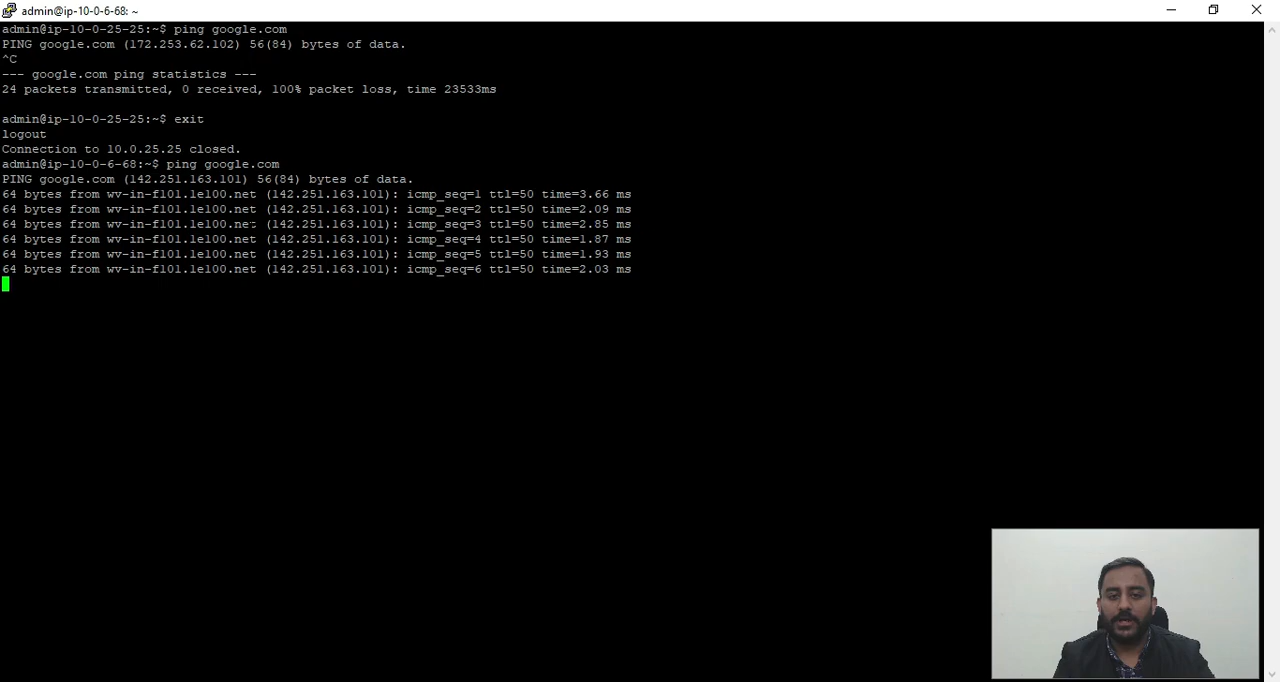 admin@ip-10-0-6-68: ~
admin@ip-10-0-25-25:~$ ping google.com
PING google.com (172.253.62.102) 56(84) bytes of data.
^C
--- google.com ping statistics ---
24 packets transmitted, 0 received, 100% packet loss, time 23533ms
admin@ip-10-0-25-25:~$ exit
logout
Connection to 10.0.25.25 closed.
admin@ip-10-0-6-68:~$ ping google.com
PING google.com (142.251.163.101) 56(84) bytes of data.
64 bytes from wv-in-f101.1e100.net (142.251.163.101): icmp_seq=1 ttl=50 time=3.66 ms
64 bytes from wv-in-f101.1e100.net (142.251.163.101): icmp_seq=2 ttl=50 time=2.09 ms
64 bytes from wv-in-f101.1e100.net (142.251.163.101): icmp_seq=3 ttl=50 time=2.85 ms
64 bytes from wv-in-f101.1e100.net (142.251.163.101): icmp_seq=4 ttl=50 time=1.87 ms
64 bytes from wv-in-f101.1e100.net (142.251.163.101): icmp_seq=5 ttl=50 time=1.93 ms
64 bytes from wv-in-f101.1e100.net (142.251.163.101): icmp_seq=6 ttl=50 time=2.03 ms